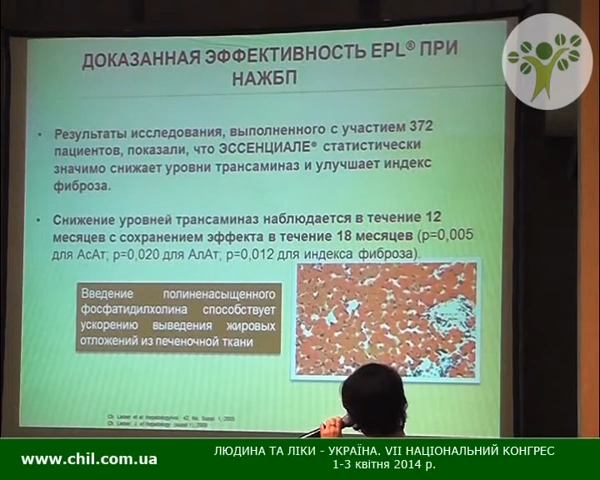 ДОКАЗАННАЯ ЭФФЕКТИВНОСТЬ EPL® ПРИ
НАЖБП
• Результаты исследования, выполненного с участием 372
пациентов, показали, что ЭССЕНЦИАЛЕ® статистически
значимо снижает уровни трансаминаз и улучшает индекс
фиброза.
• Снижение уровней трансаминаз наблюдается в течение 12
месяцев с сохранением эффекта в течение 18 месяцев (p=0,005
для АсАт; p=0,020 для АлАт; p=0,012 для индекса фиброза).
Введение полиненасыщенного
фосфатидилхолина способствует
ускорению выведения жировых
отложений из печеночной ткани
www.chil.com.ua
ЛЮДИНА ТА ЛІКИ - УКРАЇНА. VII НАЦІОНАЛЬНИЙ КОНГРЕС
1-3 квітня 2014 р.